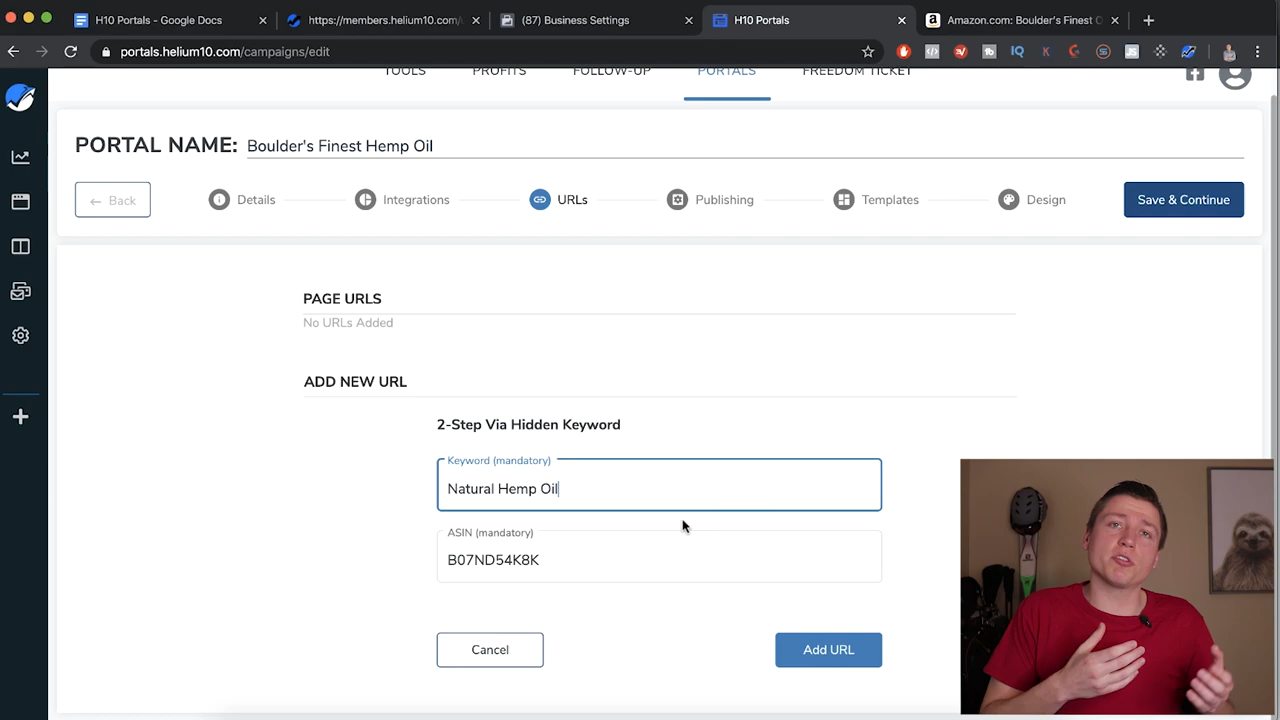 H10 Portals - Google Docs
https://members.helium10.com/
(87) Business Settings
H10 Portals
Amazon.com: Boulder's Finest O
portals.helium10.com/campaigns/edit
TOOLS
PROFITS
FOLLOW-UP
PORTALS
FREEDOM TICKET
PORTAL NAME: Boulder's Finest Hemp Oil
← Back
Details
Integrations
URLs
Publishing
Templates
Design
Save & Continue
PAGE URLS
No URLs Added
ADD NEW URL
2-Step Via Hidden Keyword
Keyword (mandatory)
Natural Hemp Oil
ASIN (mandatory)
B07ND54K8K
Cancel
Add URL